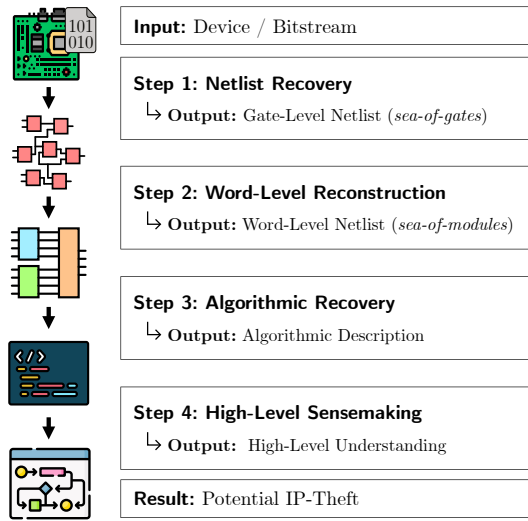 101
010
Input: Device / Bitstream
Step 1: Netlist Recovery
Output: Gate-Level Netlist (sea-of-gates)
Step 2: Word-Level Reconstruction
Output: Word-Level Netlist (sea-of-modules)
Step 3: Algorithmic Recovery
Output: Algorithmic Description
</>
Step 4: High-Level Sensemaking
Output: High-Level Understanding
Result: Potential IP-Theft